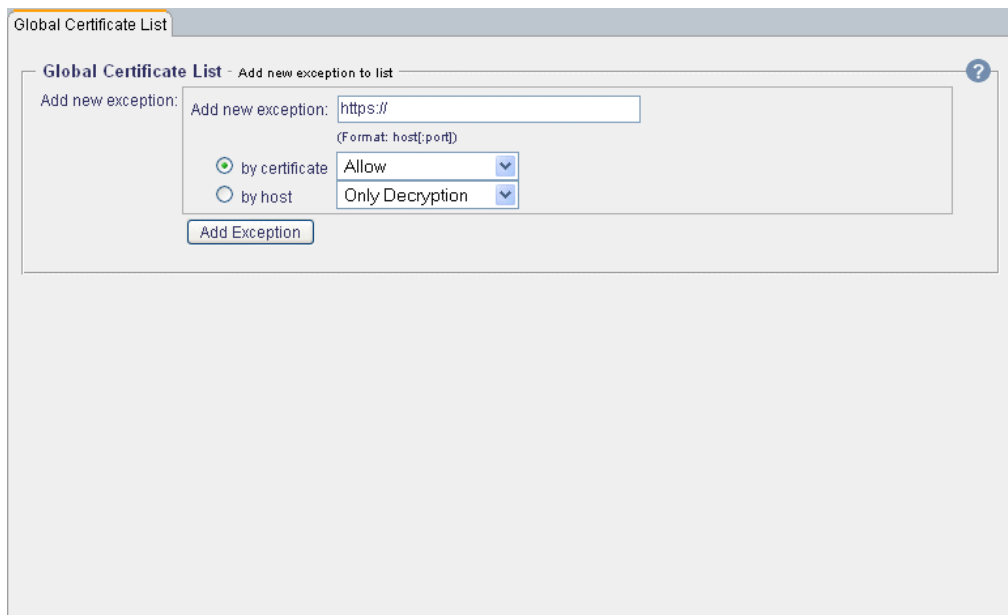 Global Certificate List
Global Certificate List - Add new exception to list
?
Add new exception:
Add new exception: https://
(Format: host[:port])
by certificate Allow
by host Only Decryption
Add Exception